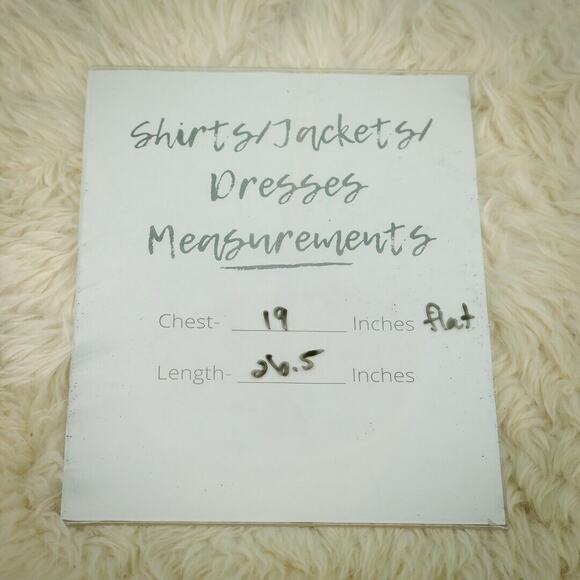 Shirts/Jackets/
Dresses
Measurements
Chest- 19 Inches flat
Length- 26.5 Inches